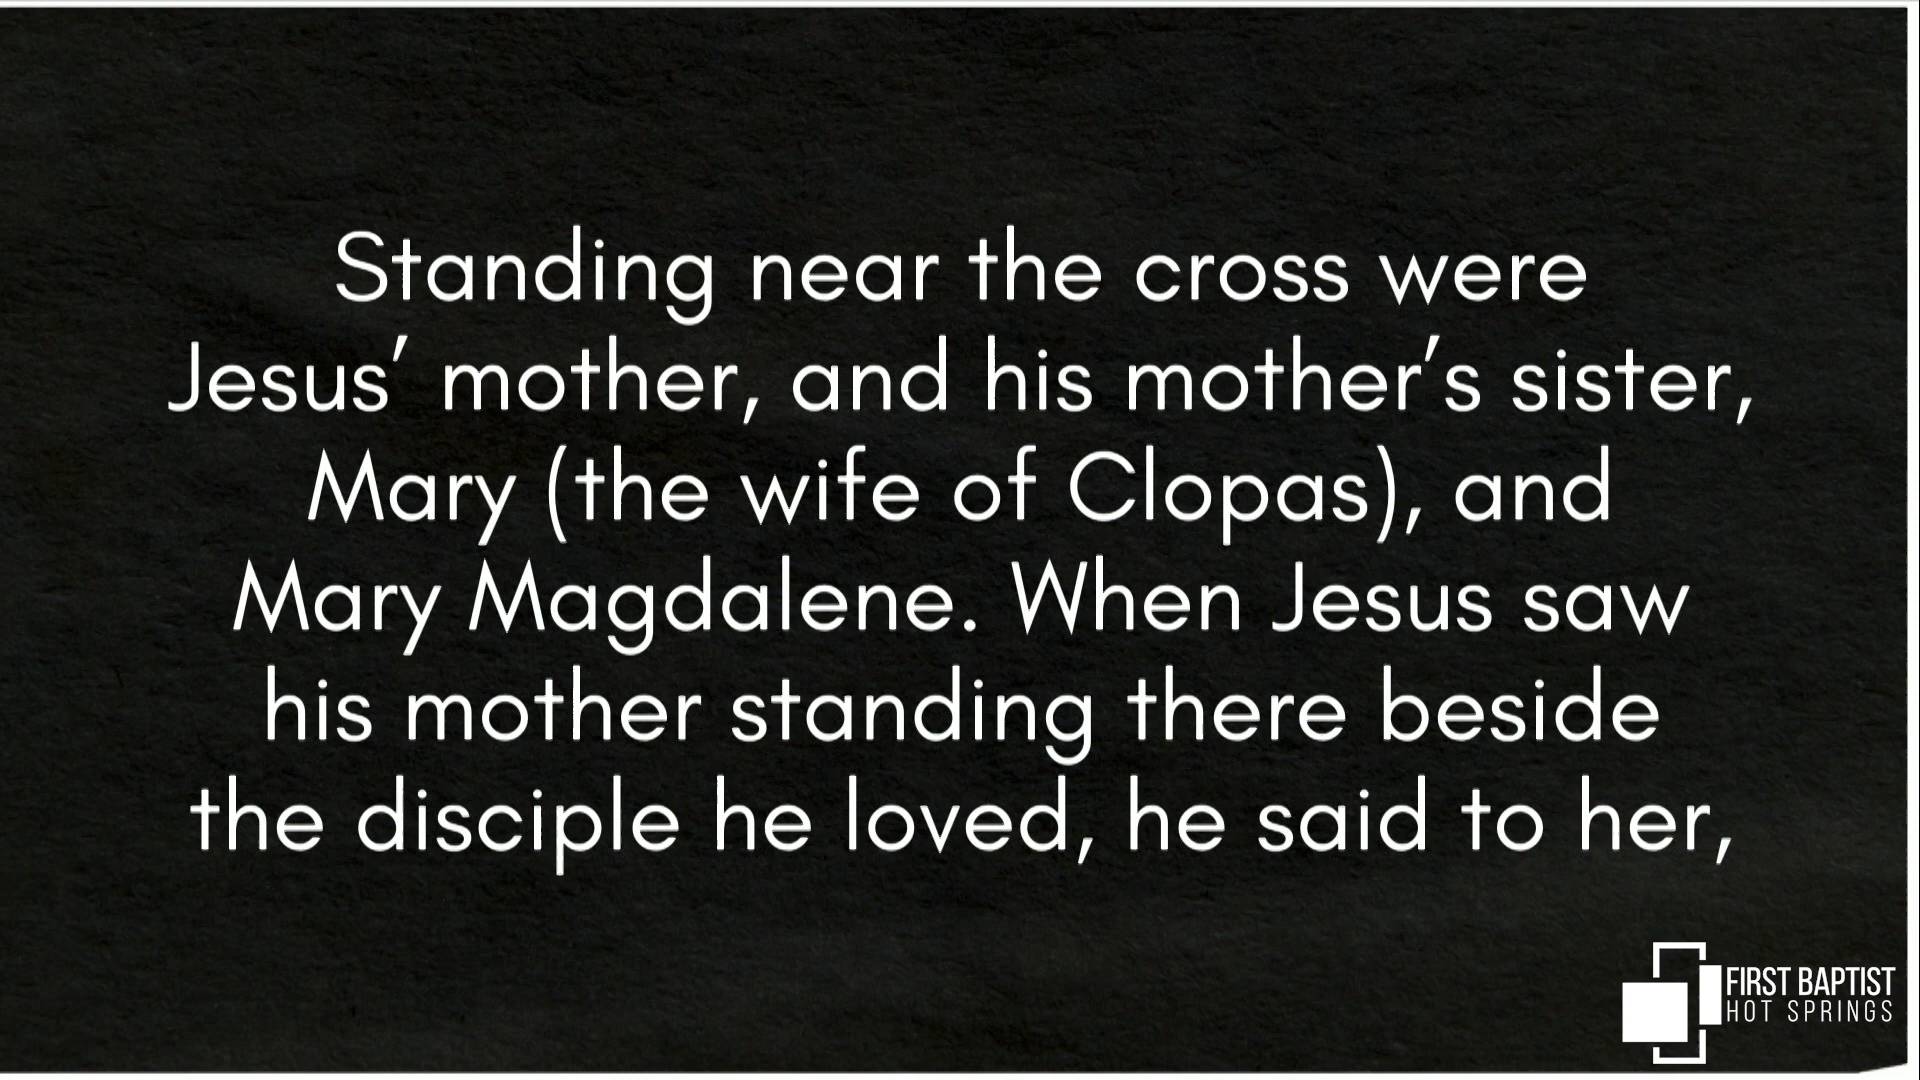 Standing near the cross were
Jesus’ mother, and his mother’s sister,
Mary (the wife of Clopas), and
Mary Magdalene. When Jesus saw
his mother standing there beside
the disciple he loved, he said to her,
FIRST BAPTIST
HOT SPRINGS